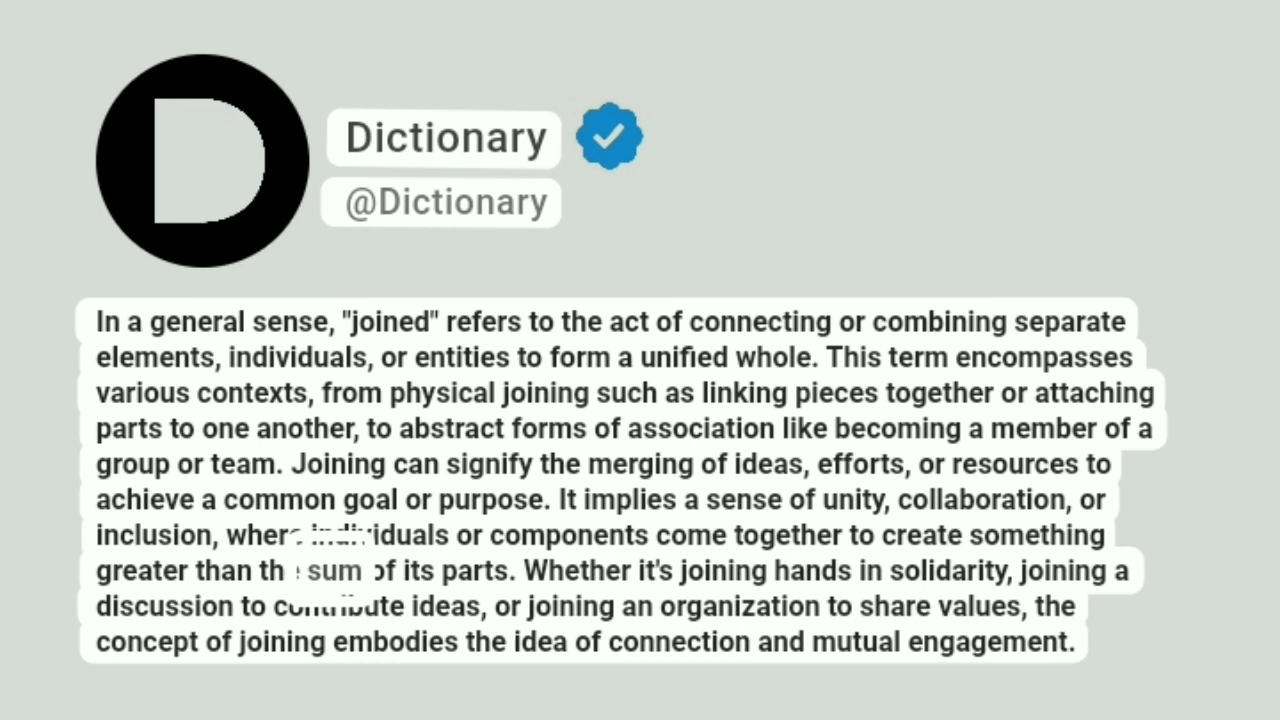 Dictionary
@Dictionary
In a general sense, "joined" refers to the act of connecting or combining separate
elements, individuals, or entities to form a unified whole. This term encompasses
various contexts, from physical joining such as linking pieces together or attaching
parts to one another, to abstract forms of association like becoming a member of a
group or team. Joining can signify the merging of ideas, efforts, or resources to
achieve a common goal or purpose. It implies a sense of unity, collaboration, or
inclusion, where individuals or components come together to create something
greater than the sum of its parts. Whether it's joining hands in solidarity, joining a
discussion to contribute ideas, or joining an organization to share values, the
concept of joining embodies the idea of connection and mutual engagement.